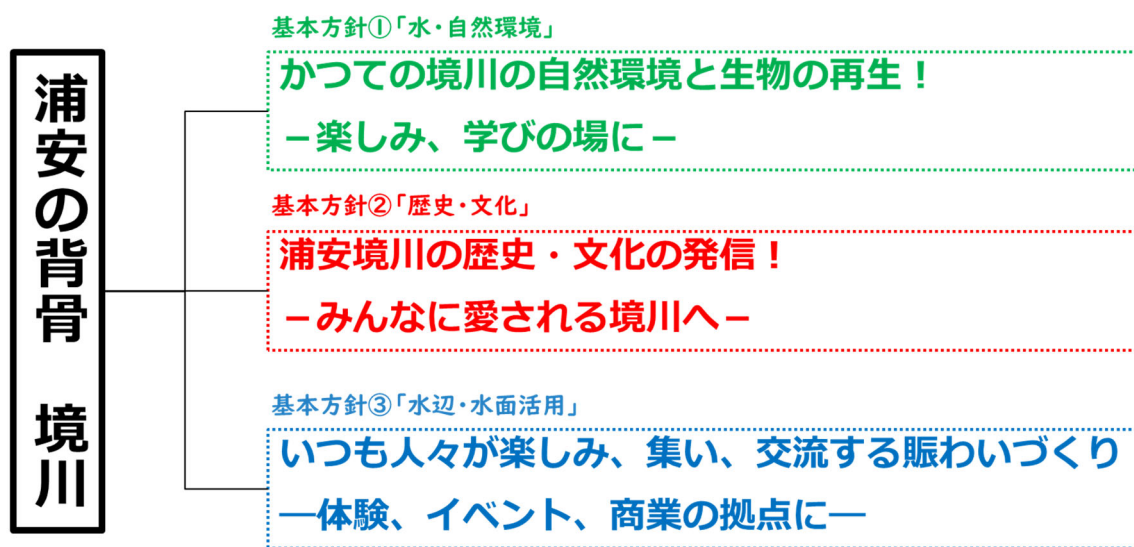 浦安の背骨　境川
基本方針①「水・自然環境」
かつての境川の自然環境と生物の再生！
－楽しみ、学びの場に－
基本方針②「歴史・文化」
浦安境川の歴史・文化の発信！
－みんなに愛される境川へ－
基本方針③「水辺・水面活用」
いつも人々が楽しみ、集い、交流する賑わいづくり
―体験、イベント、商業の拠点に―